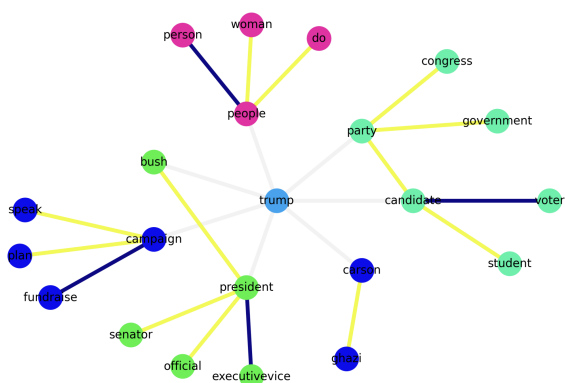 woman
person
do
congress
people
government
party
bush
trump
candidate
voter
speak
campaign
plan
student
carson
president
fundraise
senator
ghazi
official
executivevice